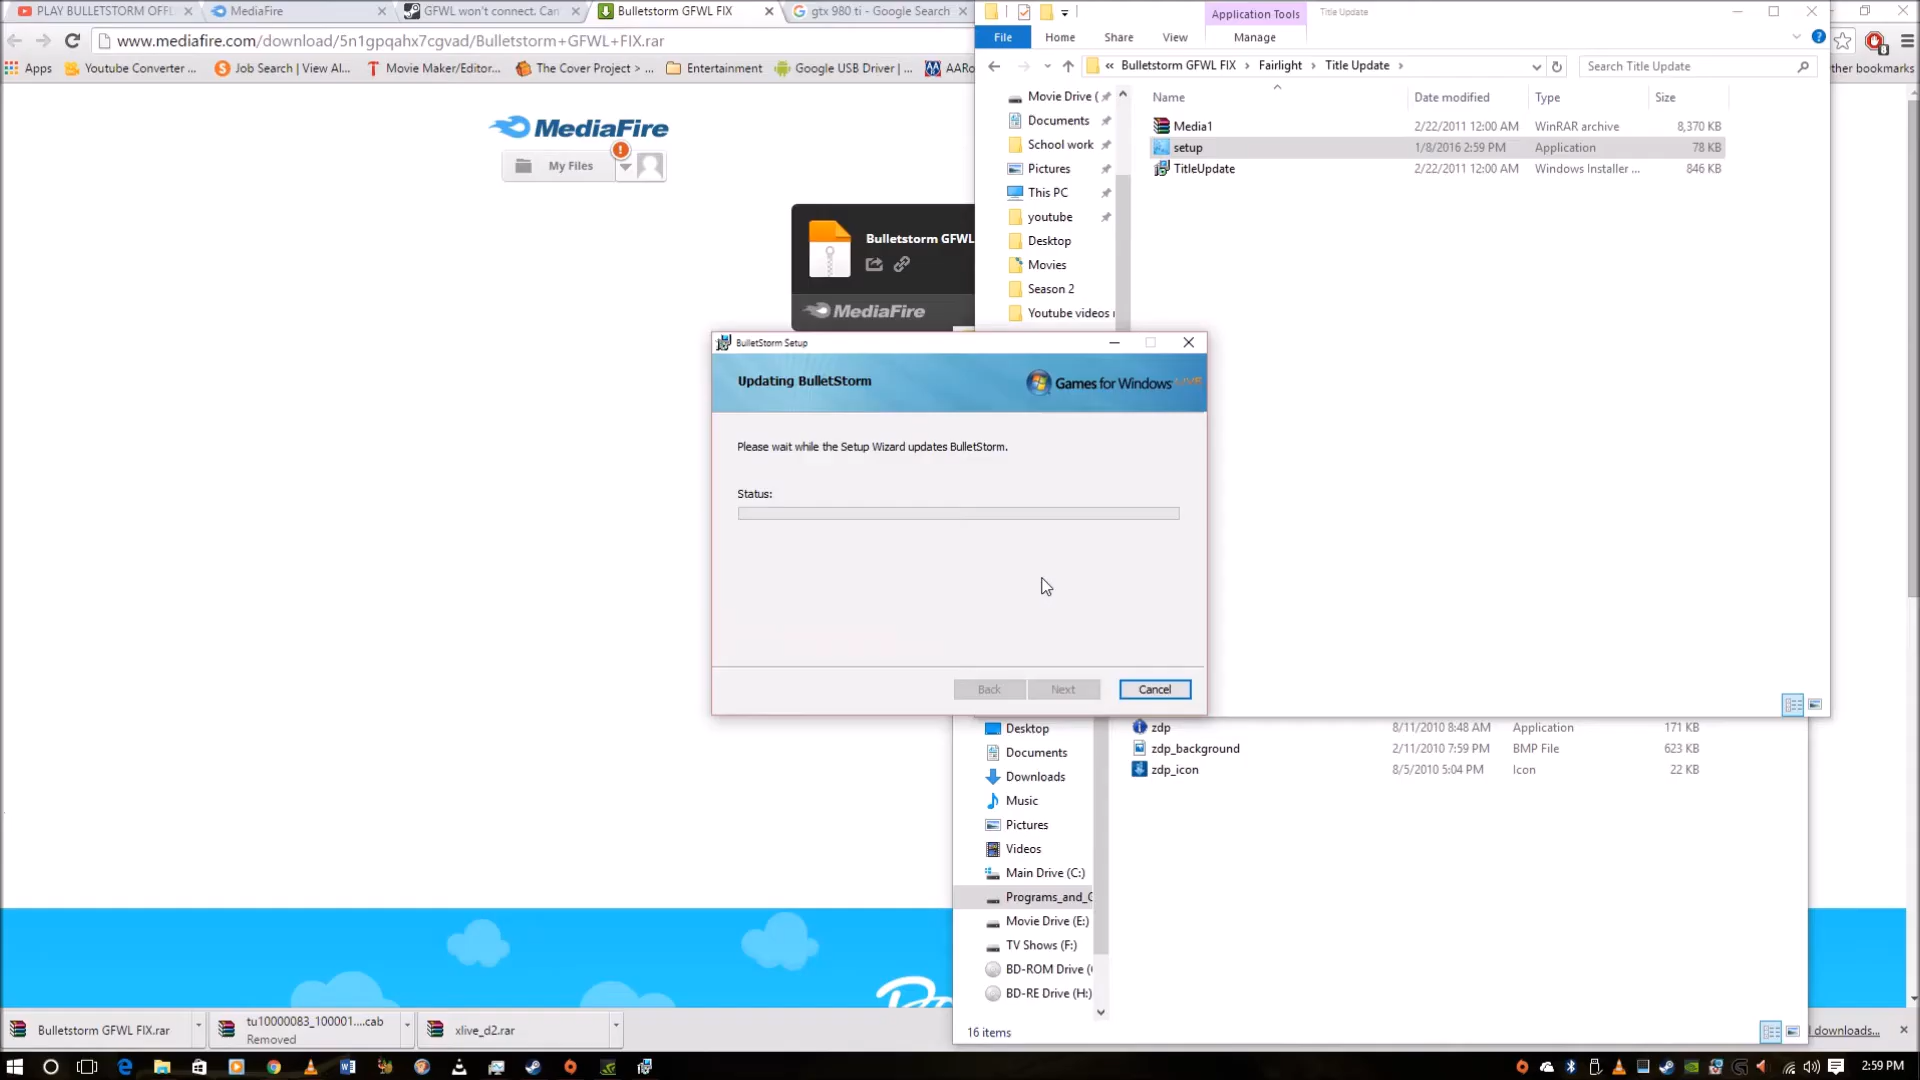 PLAY BULLETSTORM OFFL
MediaFire
GFWL won't connect. Can
Bulletstorm GFWL FIX
gtx 980 ti - Google Search
www.mediafire.com/download/5n1gpqahx7cgvad/Bulletstorm+GFWL+FIX.rar
Apps
Youtube Converter ...
Job Search | View Al...
Movie Maker/Editor...
The Cover Project > ...
Entertainment
Google USB Driver | ...
AARo
ther bookmarks
Application Tools
Title Update
File
Home
Share
View
Manage
« Bulletstorm GFWL FIX > Fairlight > Title Update >
Search Title Update
Name
Date modified
Type
Size
Media1 2/22/2011 12:00 AM WinRAR archive 8,370 KB
setup 1/8/2016 2:59 PM Application 78 KB
TitleUpdate 2/22/2011 12:00 AM Windows Installer ... 846 KB
Movie Drive (
Documents
School work
Pictures
This PC
youtube
Desktop
Movies
Season 2
Youtube videos
MediaFire
My Files
Bulletstorm GFWL
MediaFire
BulletStorm Setup
Updating BulletStorm
Games for Windows LIVE
Please wait while the Setup Wizard updates BulletStorm.
Status:
Back
Next
Cancel
Desktop
Documents
Downloads
Music
Pictures
Videos
Main Drive (C:)
Programs_and_G
Movie Drive (E:)
TV Shows (F:)
BD-ROM Drive (
BD-RE Drive (H:)
zdp 8/11/2010 8:48 AM Application 171 KB
zdp_background 2/11/2010 7:59 PM BMP File 623 KB
zdp_icon 8/5/2010 5:04 PM Icon 22 KB
16 items
Bulletstorm GFWL FIX.rar
tu10000083_100001....cab
Removed
xlive_d2.rar
l downloads...
2:59 PM